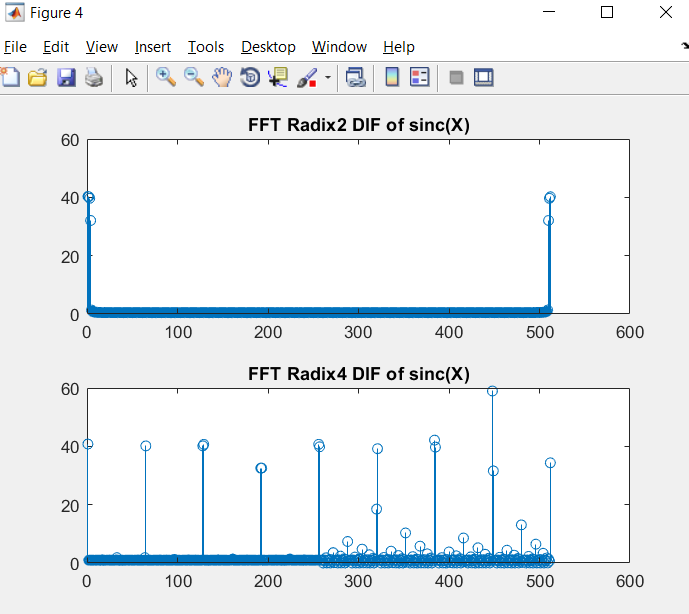 Figure 4
File Edit View Insert Tools Desktop Window Help
FFT Radix2 DIF of sinc(X)
60
40
20
0
0 100 200 300 400 500 600
FFT Radix4 DIF of sinc(X)
60
40
20
0
0 100 200 300 400 500 600